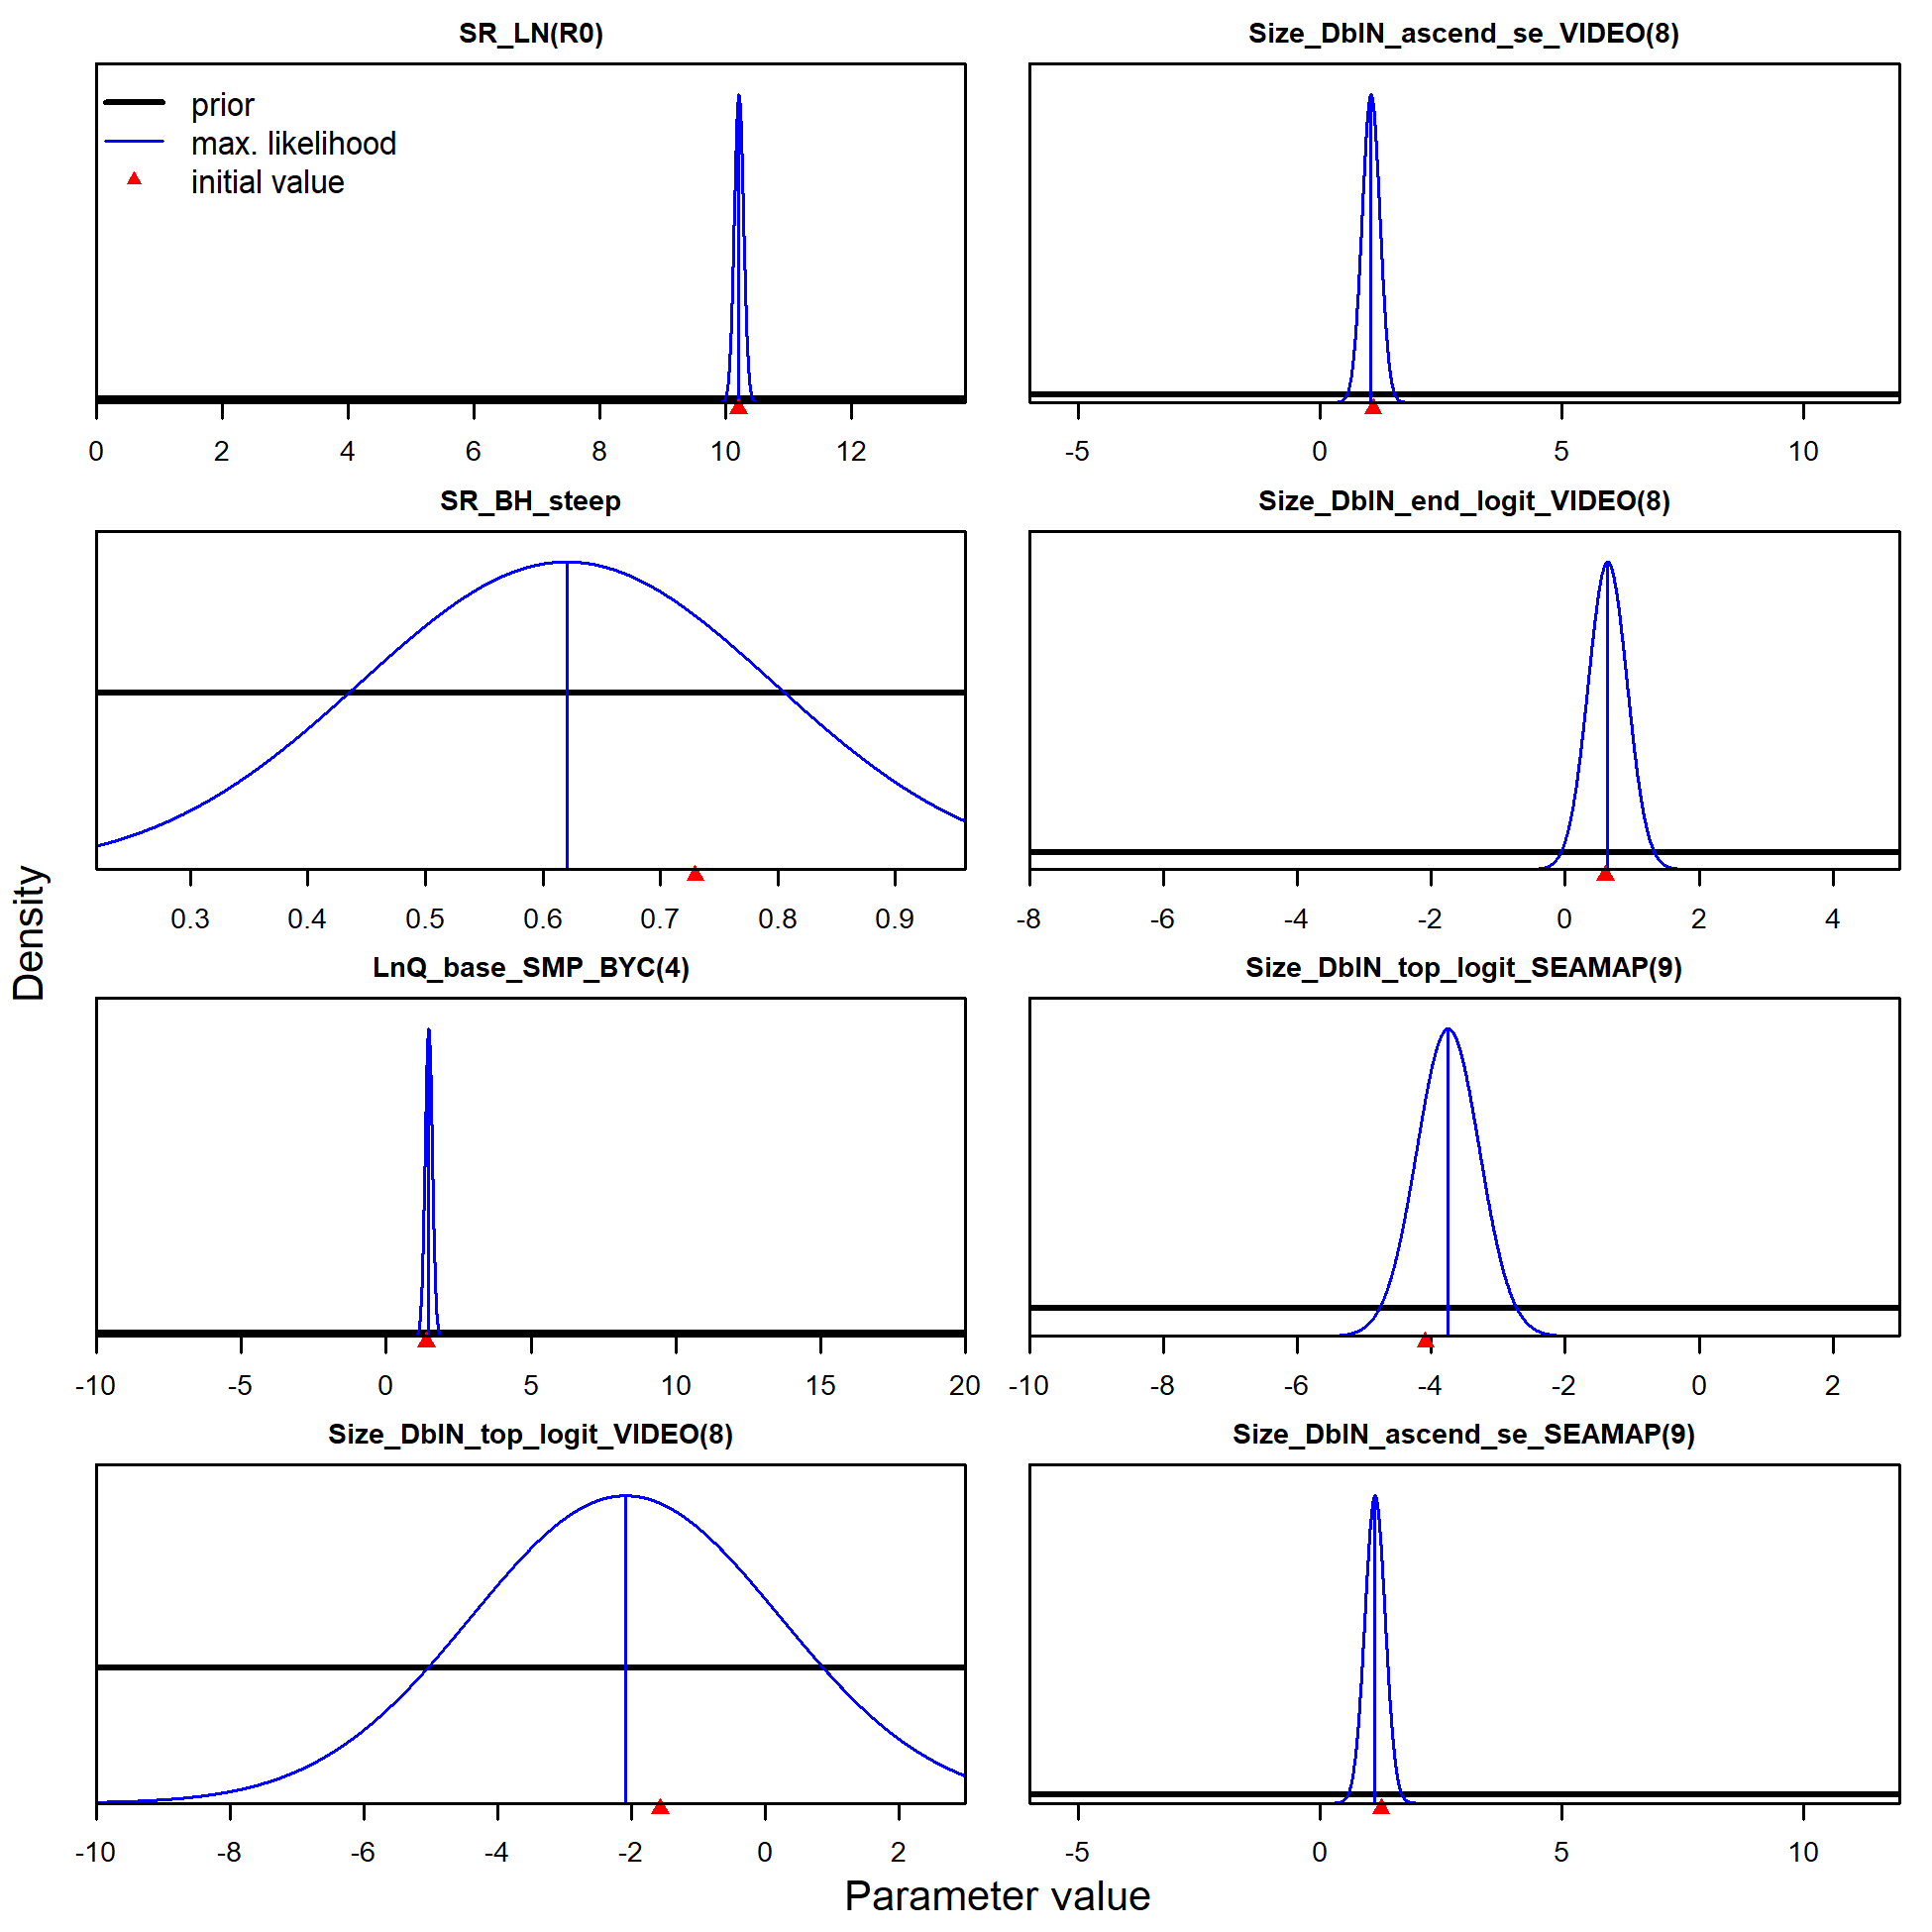 SR_LN(R0)
prior
max. likelihood
initial value
0 2 4 6 8 10 12
Size_DblN_ascend_se_VIDEO(8)
-5 0 5 10
SR_BH_steep
0.3 0.4 0.5 0.6 0.7 0.8 0.9
Size_DblN_end_logit_VIDEO(8)
-8 -6 -4 -2 0 2 4
LnQ_base_SMP_BYC(4)
-10 -5 0 5 10 15 20
Size_DblN_top_logit_SEAMAP(9)
-10 -8 -6 -4 -2 0 2
Size_DblN_top_logit_VIDEO(8)
-10 -8 -6 -4 -2 0 2
Size_DblN_ascend_se_SEAMAP(9)
-5 0 5 10
Density
Parameter value